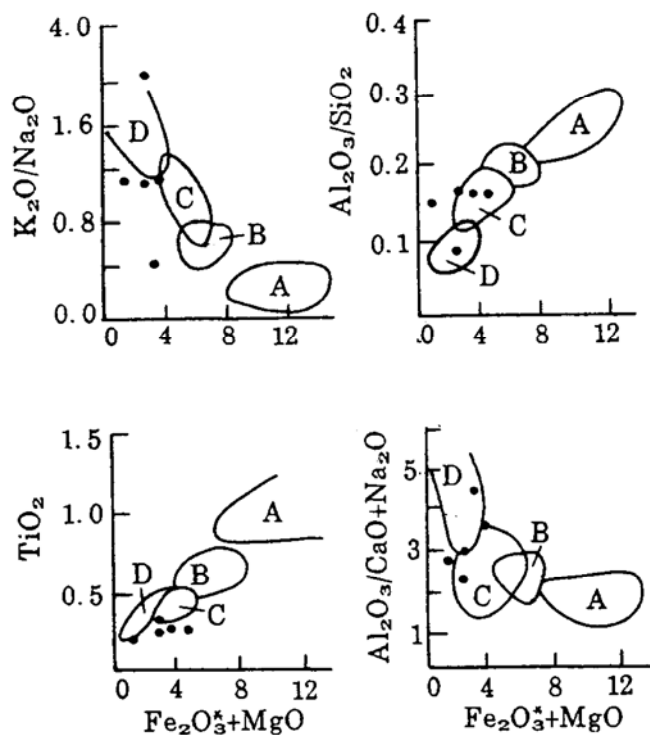 K₂O/Na₂O
4.0
1.6
0.8
0.0
D
C
B
A
4
8
12
Al₂O₃/SiO₂
0.4
0.3
0.2
0.1
A
B
C
D
.0
4
8
12
TiO₂
1.5
1.0
0.5
A
D
B
C
0
4
8
12
Fe₂O₃*+MgO
Al₂O₃/CaO+Na₂O
5
3
1
D
B
C
A
0
4
8
12
Fe₂O₃*+MgO